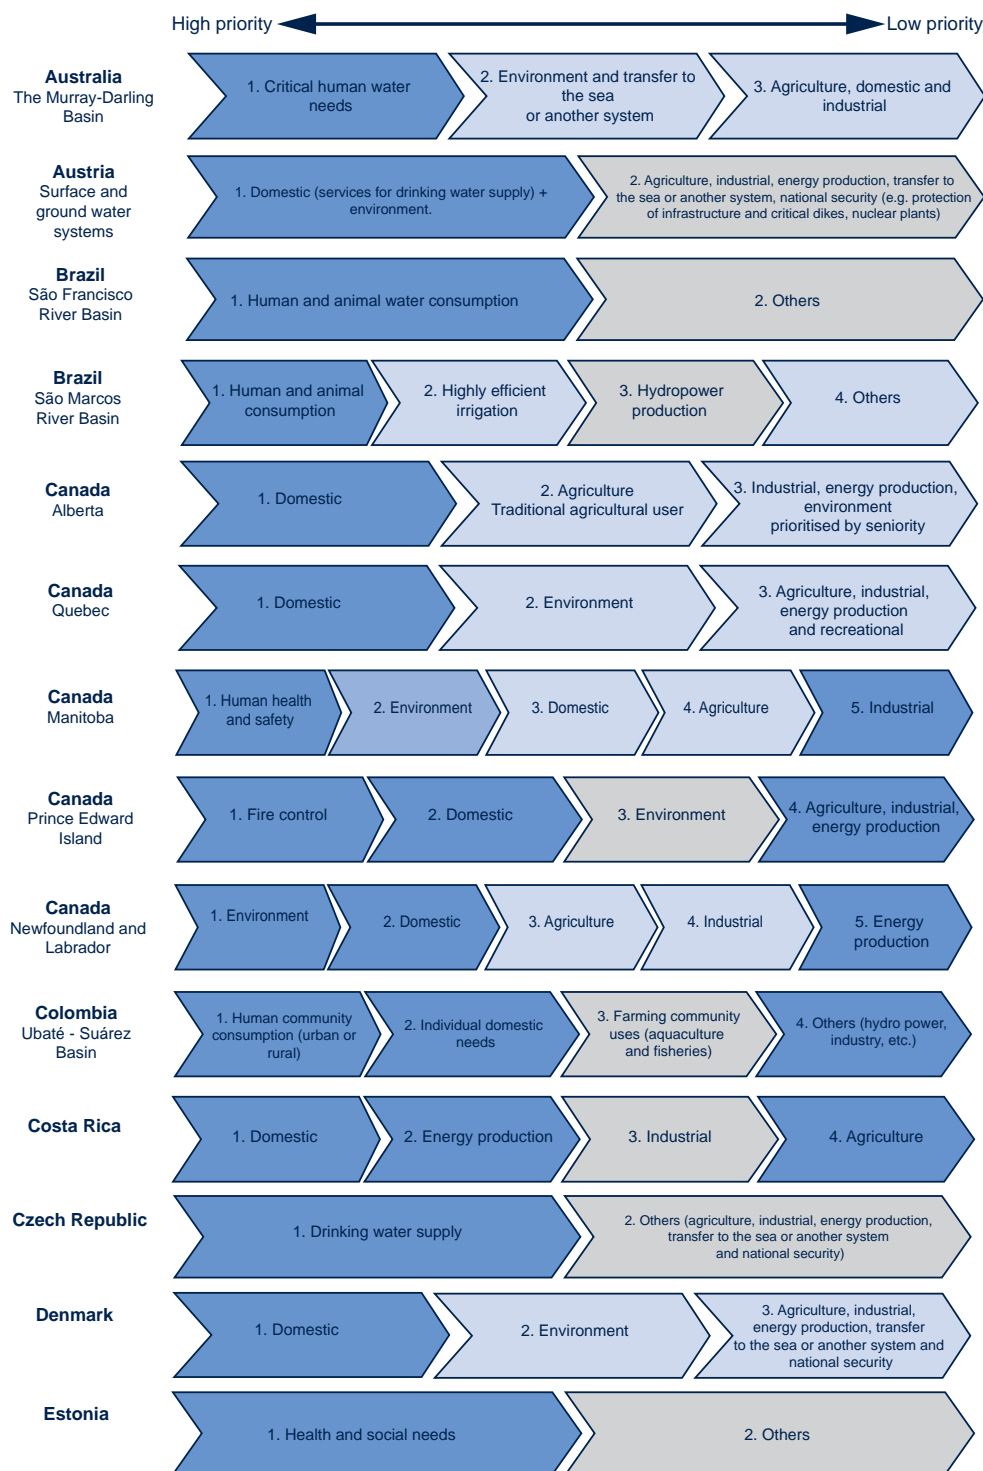 High priority
Low priority
Australia
The Murray-Darling
Basin
1. Critical human water
needs
2. Environment and transfer to
the sea
or another system
3. Agriculture, domestic and
industrial
Austria
Surface and
ground water
systems
1. Domestic (services for drinking water supply) +
environment.
2. Agriculture, industrial, energy production, transfer to
the sea or another system, national security (e.g. protection
of infrastructure and critical dikes, nuclear plants)
Brazil
São Francisco
River Basin
1. Human and animal water consumption
2. Others
Brazil
São Marcos
River Basin
1. Human and animal
consumption
2. Highly efficient
irrigation
3. Hydropower
production
4. Others
Canada
Alberta
1. Domestic
2. Agriculture
Traditional agricultural user
3. Industrial, energy production,
environment
prioritised by seniority
Canada
Quebec
1. Domestic
2. Environment
3. Agriculture, industrial,
energy production
and recreational
Canada
Manitoba
1. Human health
and safety
2. Environment
3. Domestic
4. Agriculture
5. Industrial
Canada
Prince Edward
Island
1. Fire control
2. Domestic
3. Environment
4. Agriculture, industrial,
energy production
Canada
Newfoundland and
Labrador
1. Environment
2. Domestic
3. Agriculture
4. Industrial
5. Energy
production
Colombia
Ubaté - Suárez
Basin
1. Human community
consumption (urban or
rural)
2. Individual domestic
needs
3. Farming community
uses (aquaculture
and fisheries)
4. Others (hydro power,
industry, etc.)
Costa Rica
1. Domestic
2. Energy production
3. Industrial
4. Agriculture
Czech Republic
1. Drinking water supply
2. Others (agriculture, industrial, energy production,
transfer to the sea or another system
and national security)
Denmark
1. Domestic
2. Environment
3. Agriculture, industrial,
energy production, transfer
to the sea or another system and
national security
Estonia
1. Health and social needs
2. Others